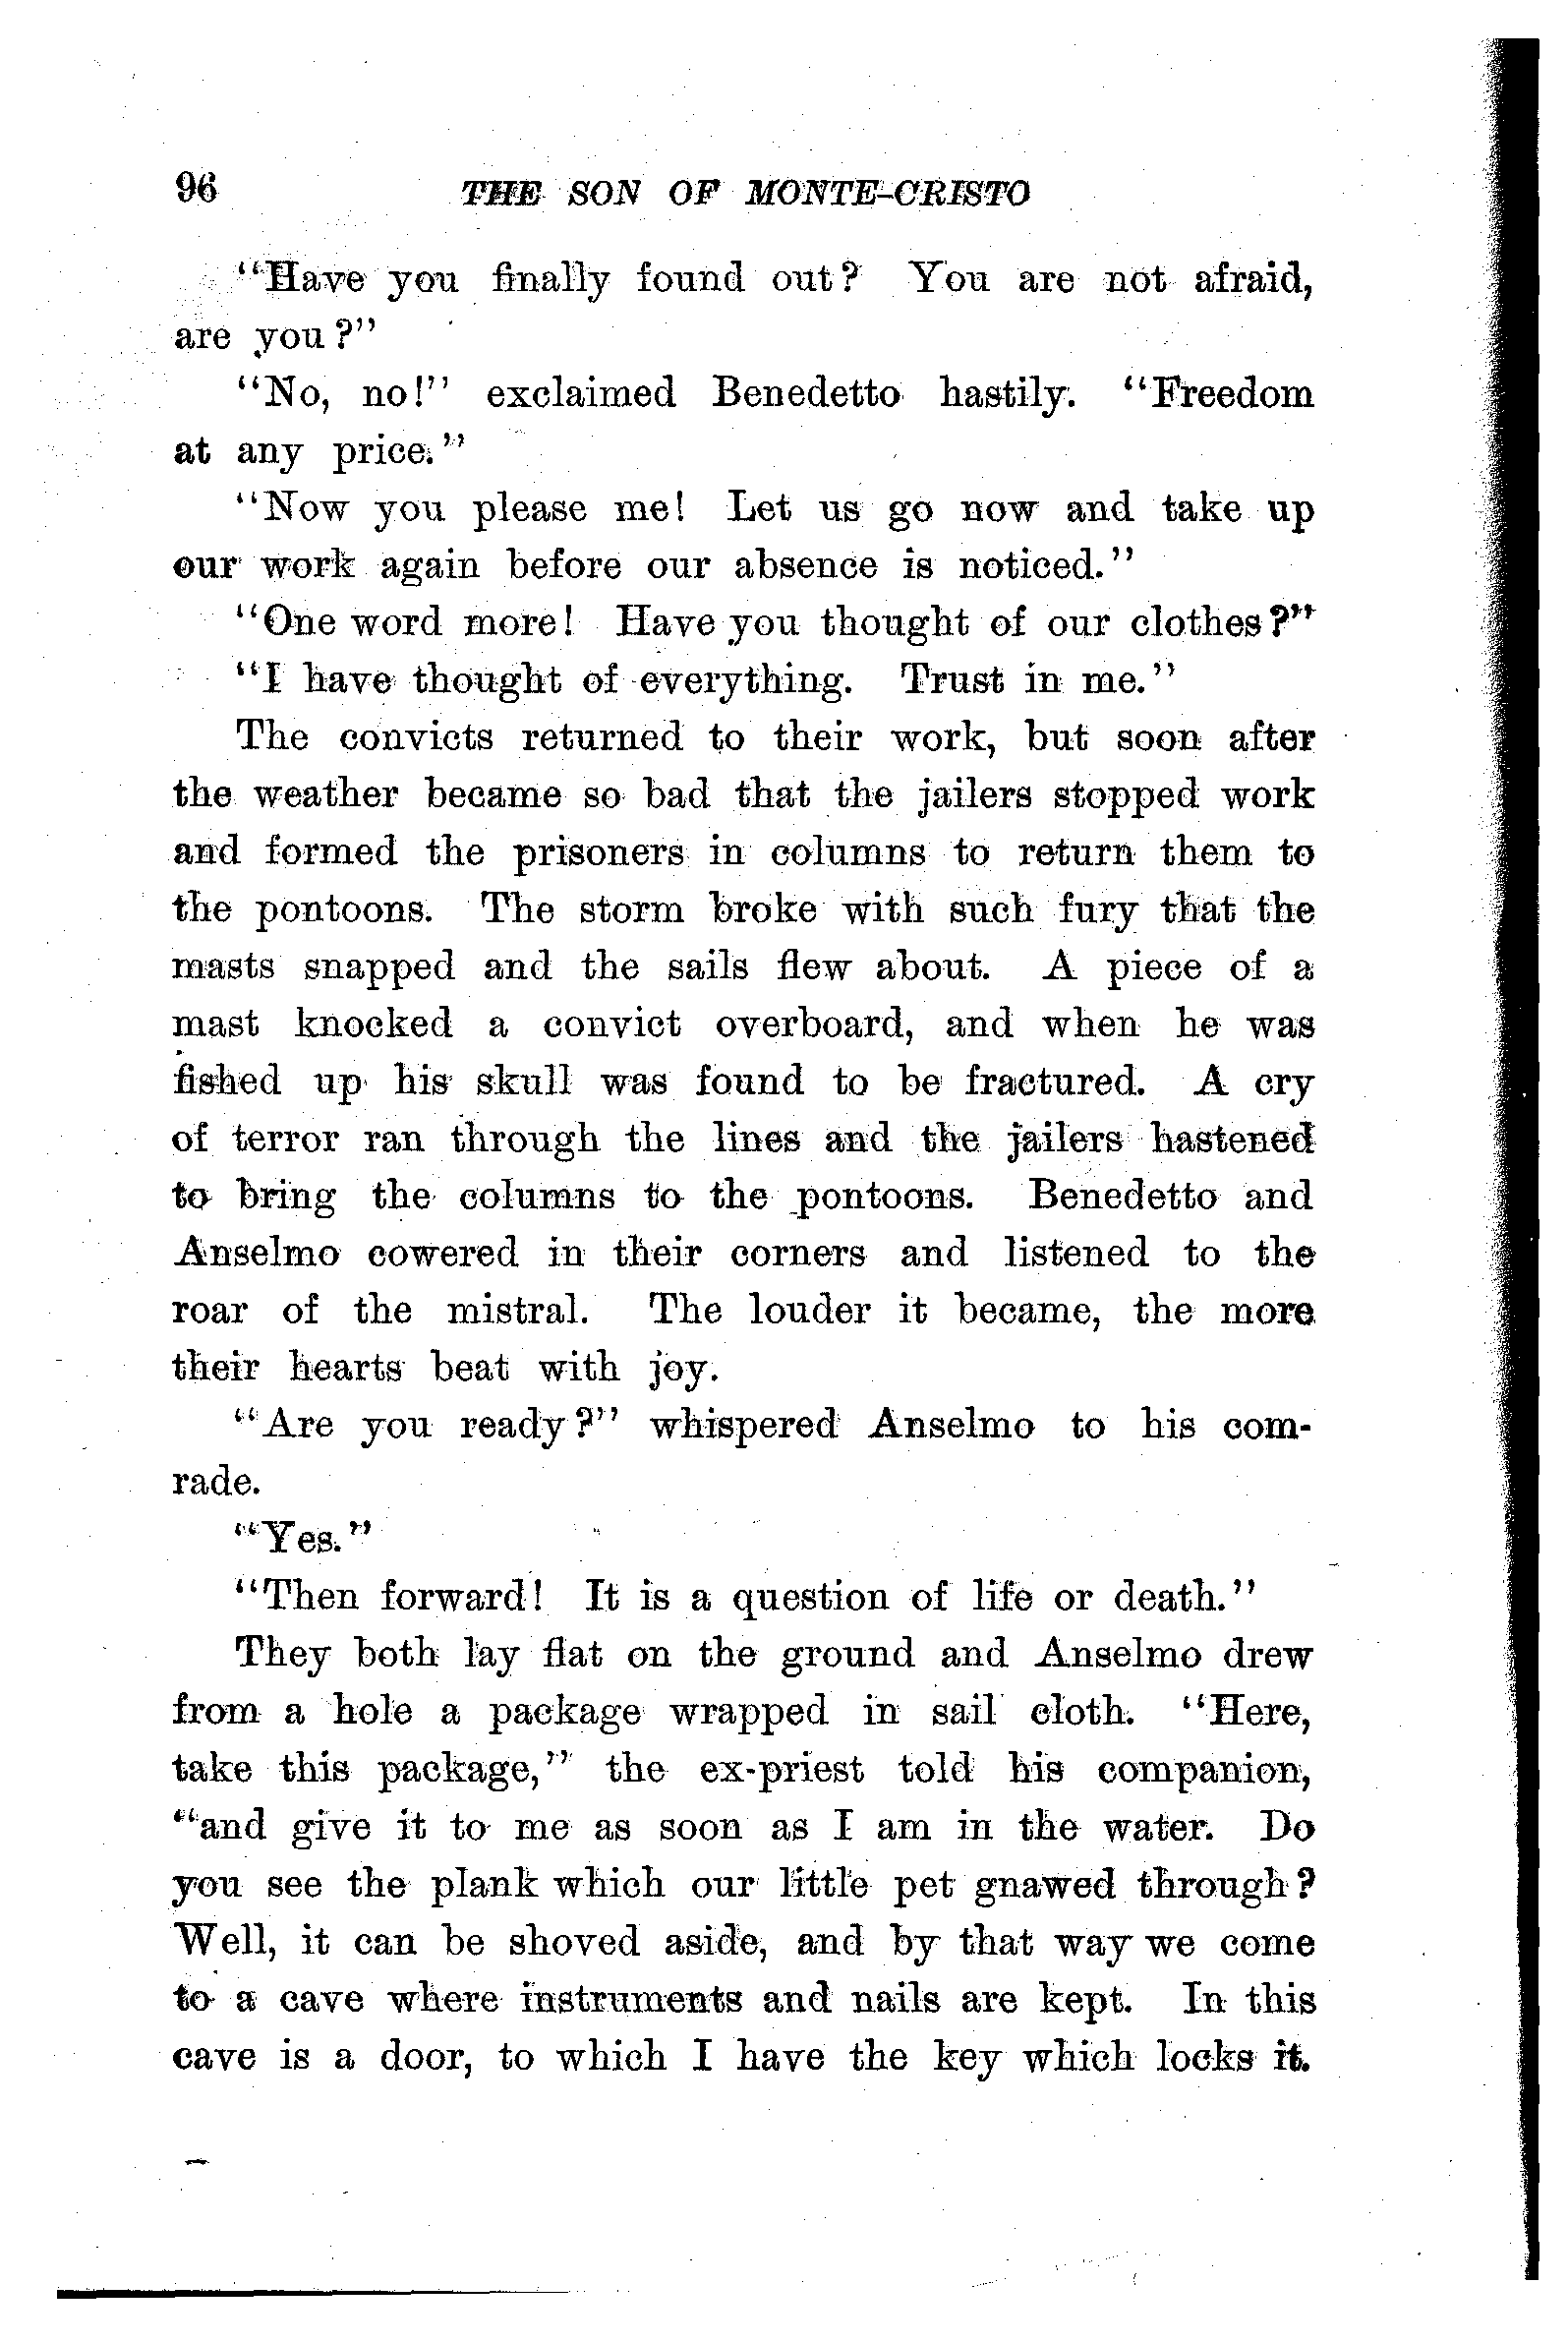 96 THE SON OF MONTE-CRISTO
"Have you finally found out? You are not afraid,
are you?"
"No, no!" exclaimed Benedetto hastily. "Freedom
at any price."
"Now you please me! Let us go now and take up
our work again before our absence is noticed."
"One word more! Have you thought of our clothes?"
"I have thought of everything. Trust in me."
The convicts returned to their work, but soon after
the weather became so bad that the jailers stopped work
and formed the prisoners in columns to return them to
the pontoons. The storm broke with such fury that the
masts snapped and the sails flew about. A piece of a
mast knocked a convict overboard, and when he was
fished up his skull was found to be fractured. A cry
of terror ran through the lines and the jailers hastened
to bring the columns to the pontoons. Benedetto and
Anselmo cowered in their corners and listened to the
roar of the mistral. The louder it became, the more
their hearts beat with joy.
"Are you ready?" whispered Anselmo to his com-
rade.
"Yes."
"Then forward! It is a question of life or death."
They both lay flat on the ground and Anselmo drew
from a hole a package wrapped in sail cloth. "Here,
take this package," the ex-priest told his companion,
"and give it to me as soon as I am in the water. Do
you see the plank which our little pet gnawed through?
Well, it can be shoved aside, and by that way we come
to a cave where instruments and nails are kept. In this
cave is a door, to which I have the key which locks it.